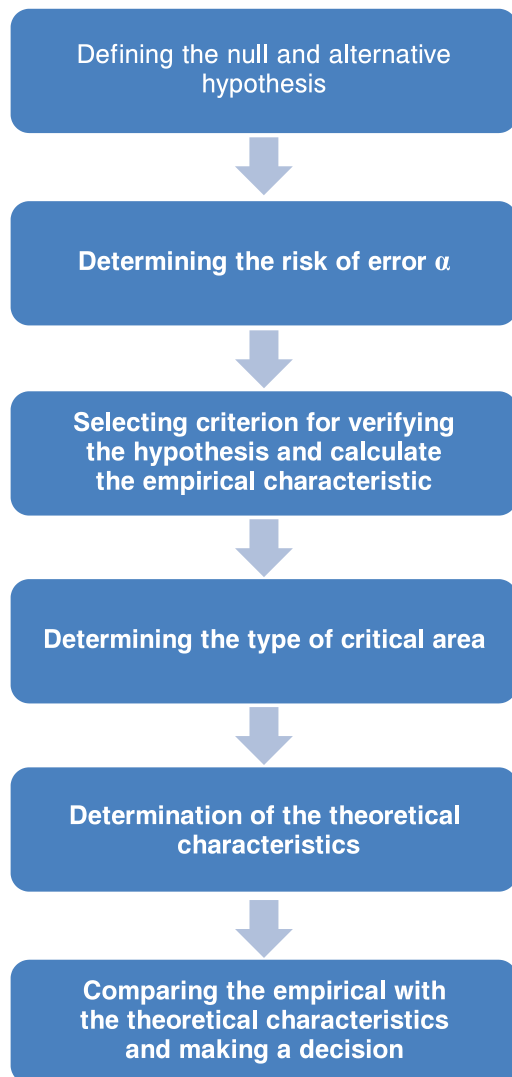 Defining the null and alternative
hypothesis
Determining the risk of error α
Selecting criterion for verifying
the hypothesis and calculate
the empirical characteristic
Determining the type of critical area
Determination of the theoretical
characteristics
Comparing the empirical with
the theoretical characteristics
and making a decision